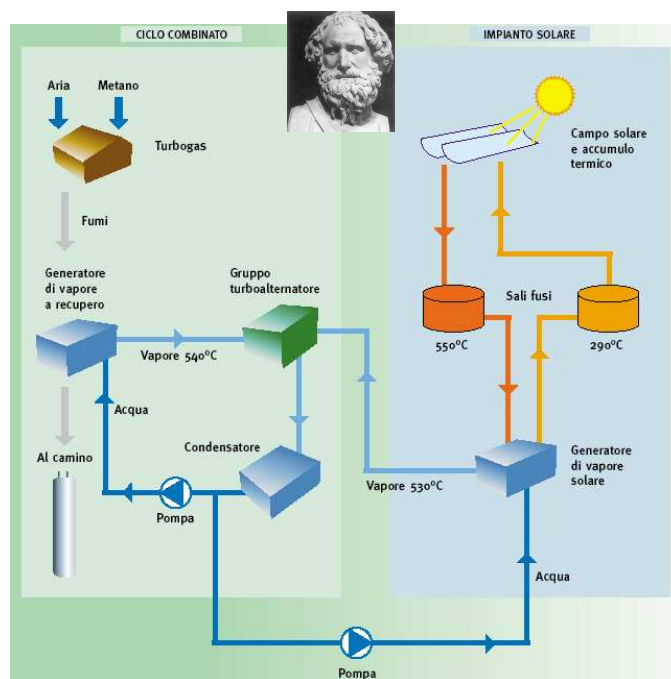 CICLO COMBINATO
IMPIANTO SOLARE
Aria
Metano
Turbogas
Campo solare
e accumulo
termico
Fumi
Generatore
di vapore
a recupero
Gruppo
turboalternatore
Sali fusi
550°C
290°C
Vapore 540°C
Acqua
Condensatore
Al camino
Pompa
Vapore 530°C
Generatore
di vapore
solare
Acqua
Pompa